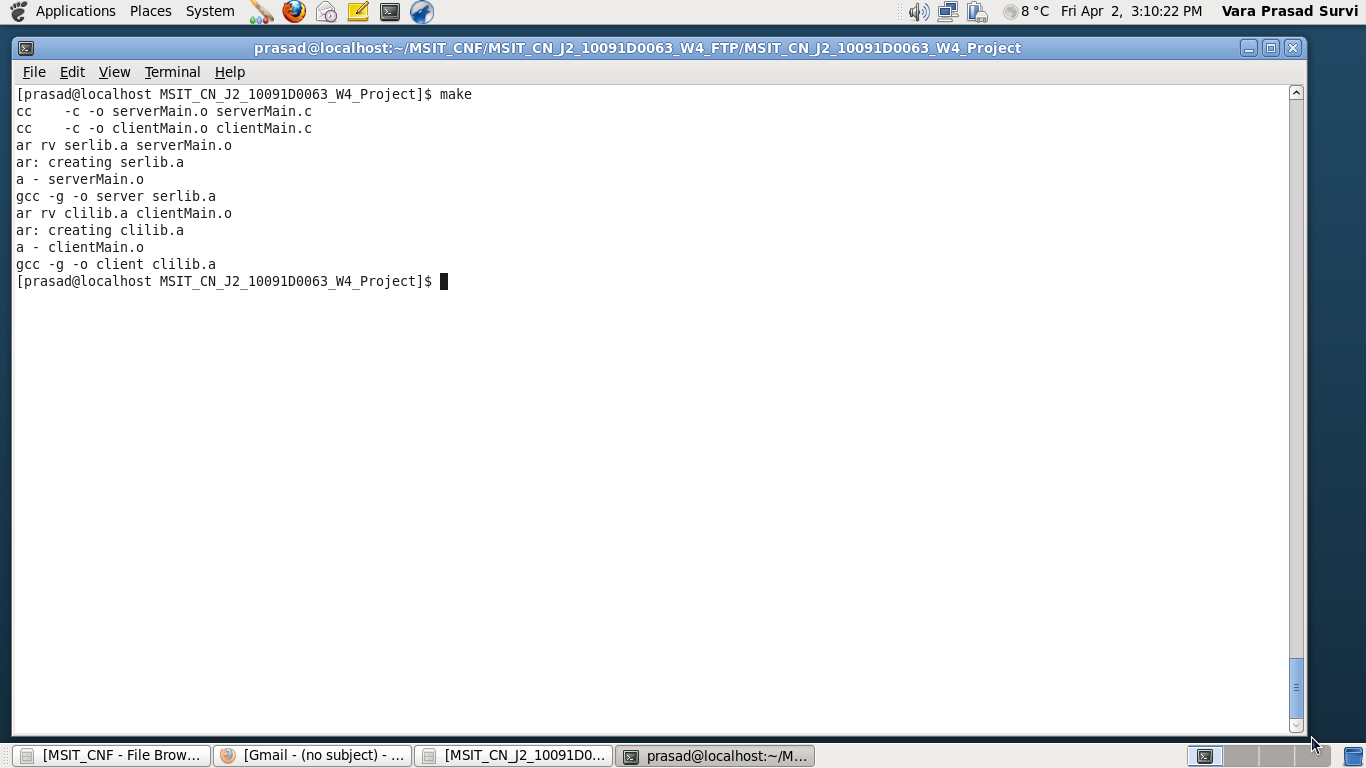 Applications Places System 8 °C Fri Apr 2, 3:10:22 PM Vara Prasad Survi
prasad@localhost:~/MSIT_CNF/MSIT_CN_J2_10091D0063_W4_FTP/MSIT_CN_J2_10091D0063_W4_Project
File Edit View Terminal Help
[prasad@localhost MSIT_CN_J2_10091D0063_W4_Project]$ make
cc    -c -o serverMain.o serverMain.c
cc    -c -o clientMain.o clientMain.c
ar rv serlib.a serverMain.o
ar: creating serlib.a
a - serverMain.o
gcc -g -o server serlib.a
ar rv clilib.a clientMain.o
ar: creating clilib.a
a - clientMain.o
gcc -g -o client clilib.a
[prasad@localhost MSIT_CN_J2_10091D0063_W4_Project]$
[MSIT_CNF - File Brow... [Gmail - (no subject) - ... [MSIT_CN_J2_10091D0... prasad@localhost:~/M...